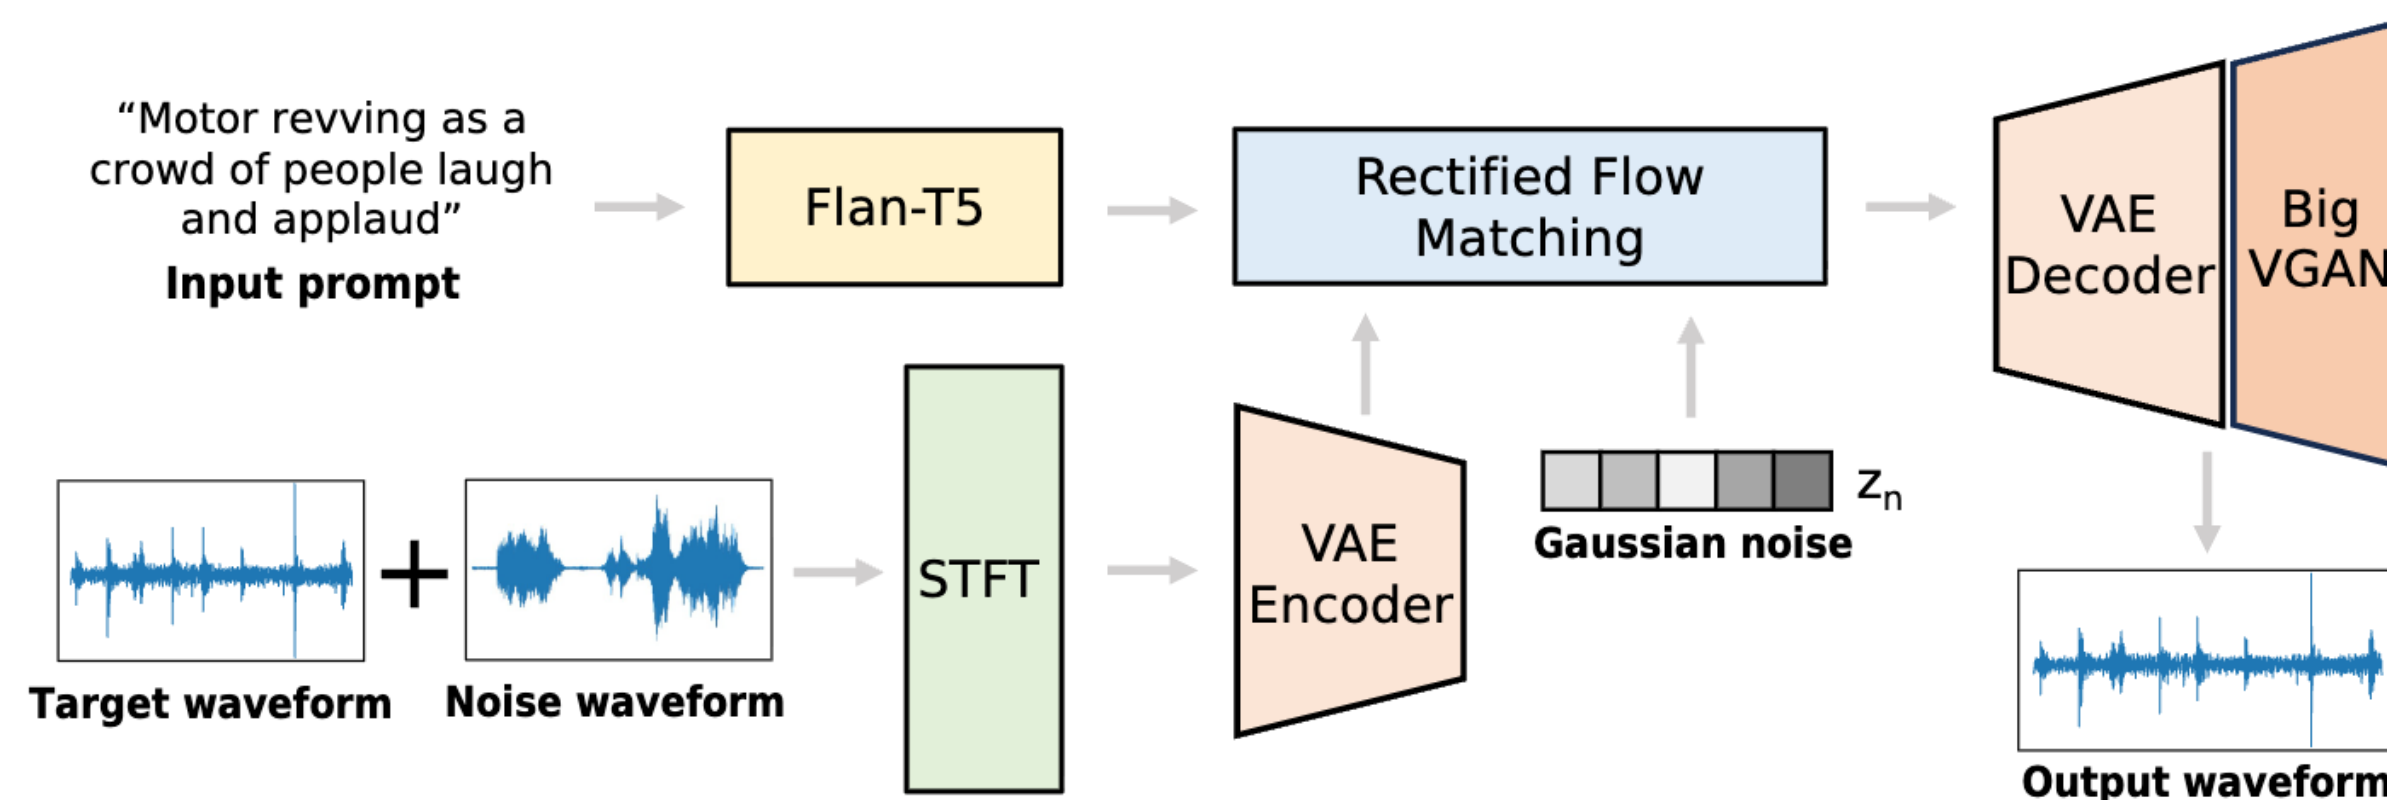 “Motor revving as a
crowd of people laugh
and applaud”
Input prompt
Flan-T5
Rectified Flow
Matching
VAE
Decoder
Big
VGAN
Target waveform
Noise waveform
STFT
VAE
Encoder
zn
Gaussian noise
Output waveform